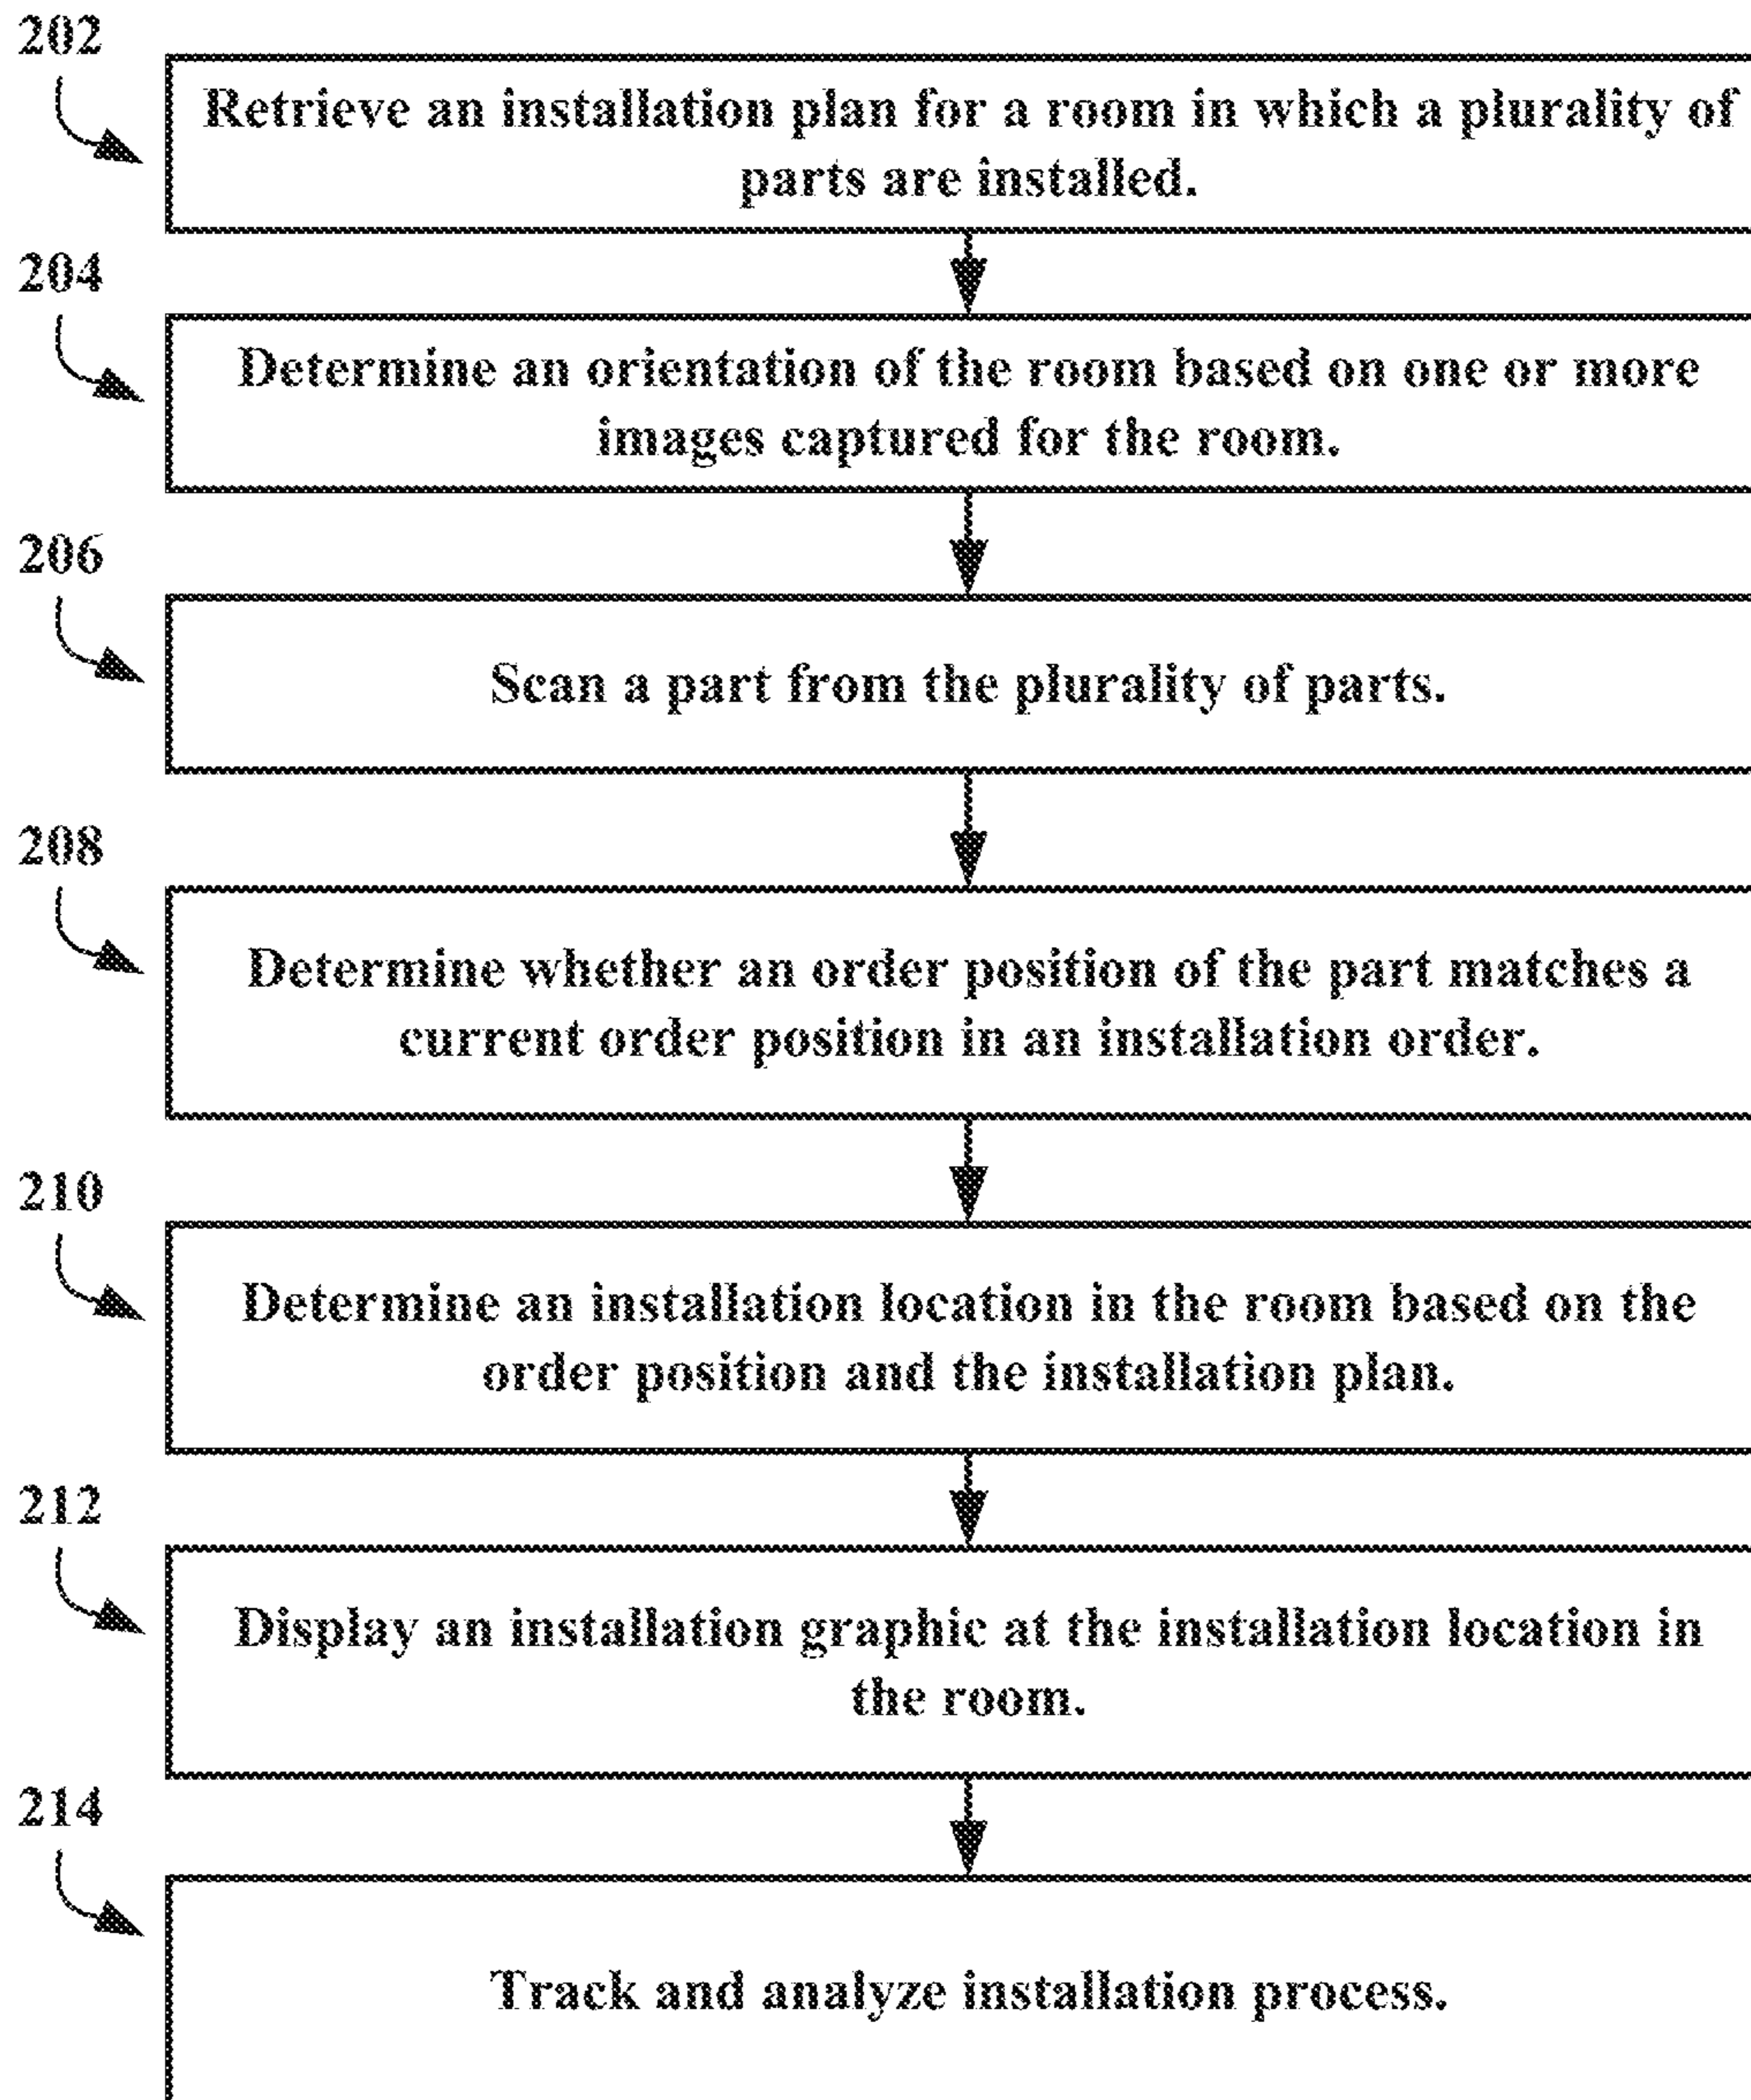 202
Retrieve an installation plan for a room in which a plurality of
parts are installed.
204
Determine an orientation of the room based on one or more
images captured for the room.
206
Scan a part from the plurality of parts.
208
Determine whether an order position of the part matches a
current order position in an installation order.
210
Determine an installation location in the room based on the
order position and the installation plan.
212
Display an installation graphic at the installation location in
the room.
214
Track and analyze installation process.